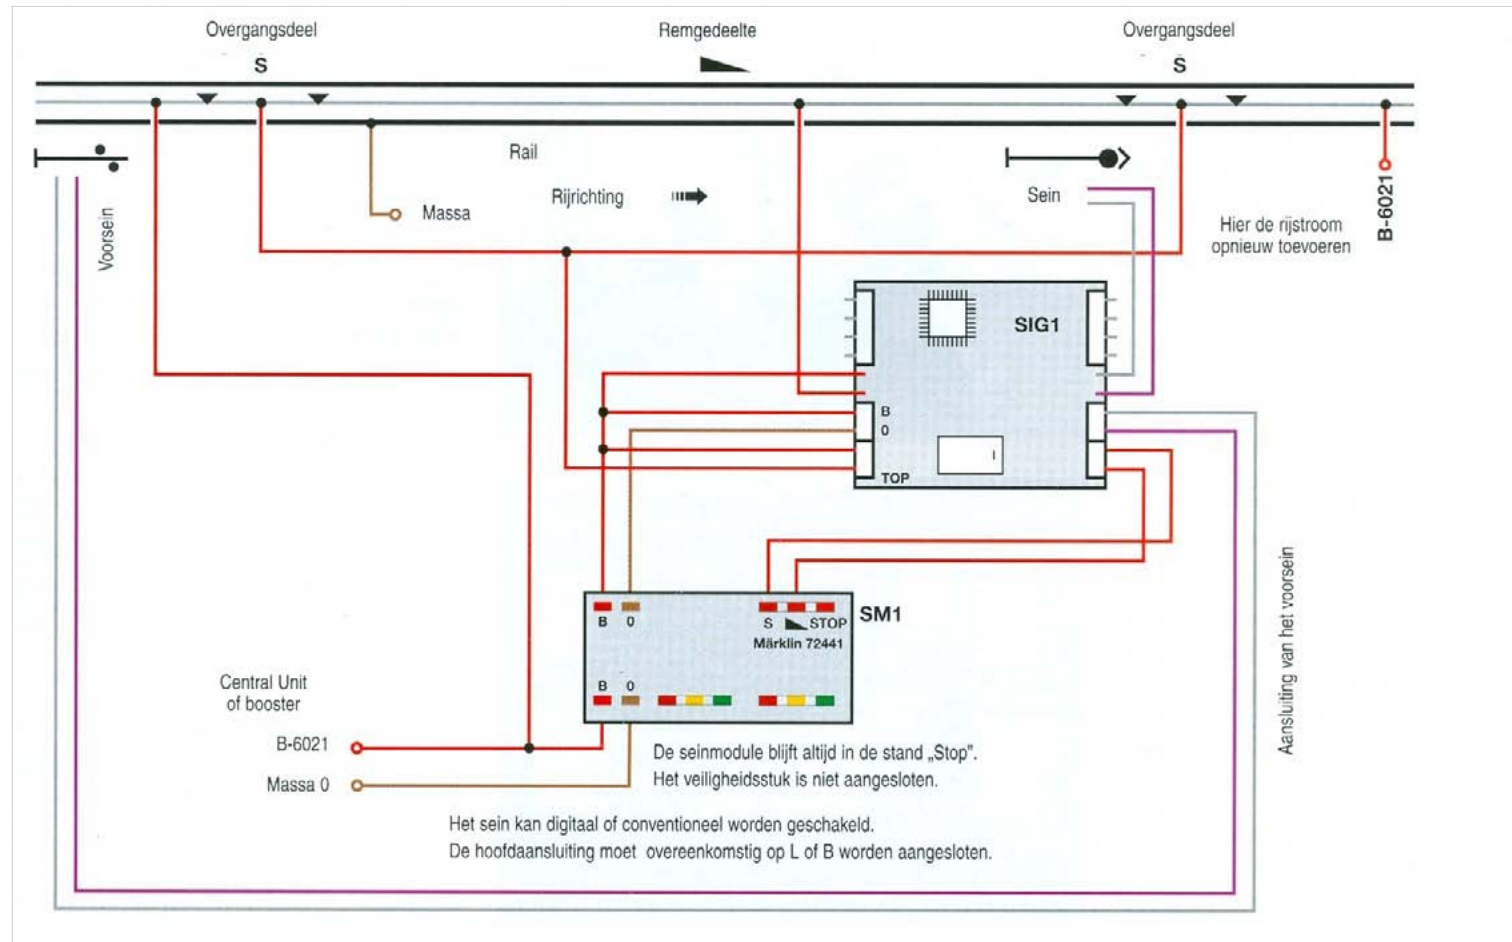 Overgangsdeel
Remgedeelte
Overgangsdeel
S
S
Rail
Rijrichting
Massa
Voorsein
Sein
Hier de rijstroom
opnieuw toevoeren
B-6021
SIG1
B
0
TOP
I
B 0
S STOP
SM1
Märklin 72441
B 0
Central Unit
of booster
B-6021
Massa 0
De seinmodule blijft altijd in de stand „Stop”.
Het veiligheidsstuk is niet aangesloten.
Het sein kan digitaal of conventioneel worden geschakeld.
De hoofdaansluiting moet overeenkomstig op L of B worden aangesloten.
Aansluiting van het voorsein